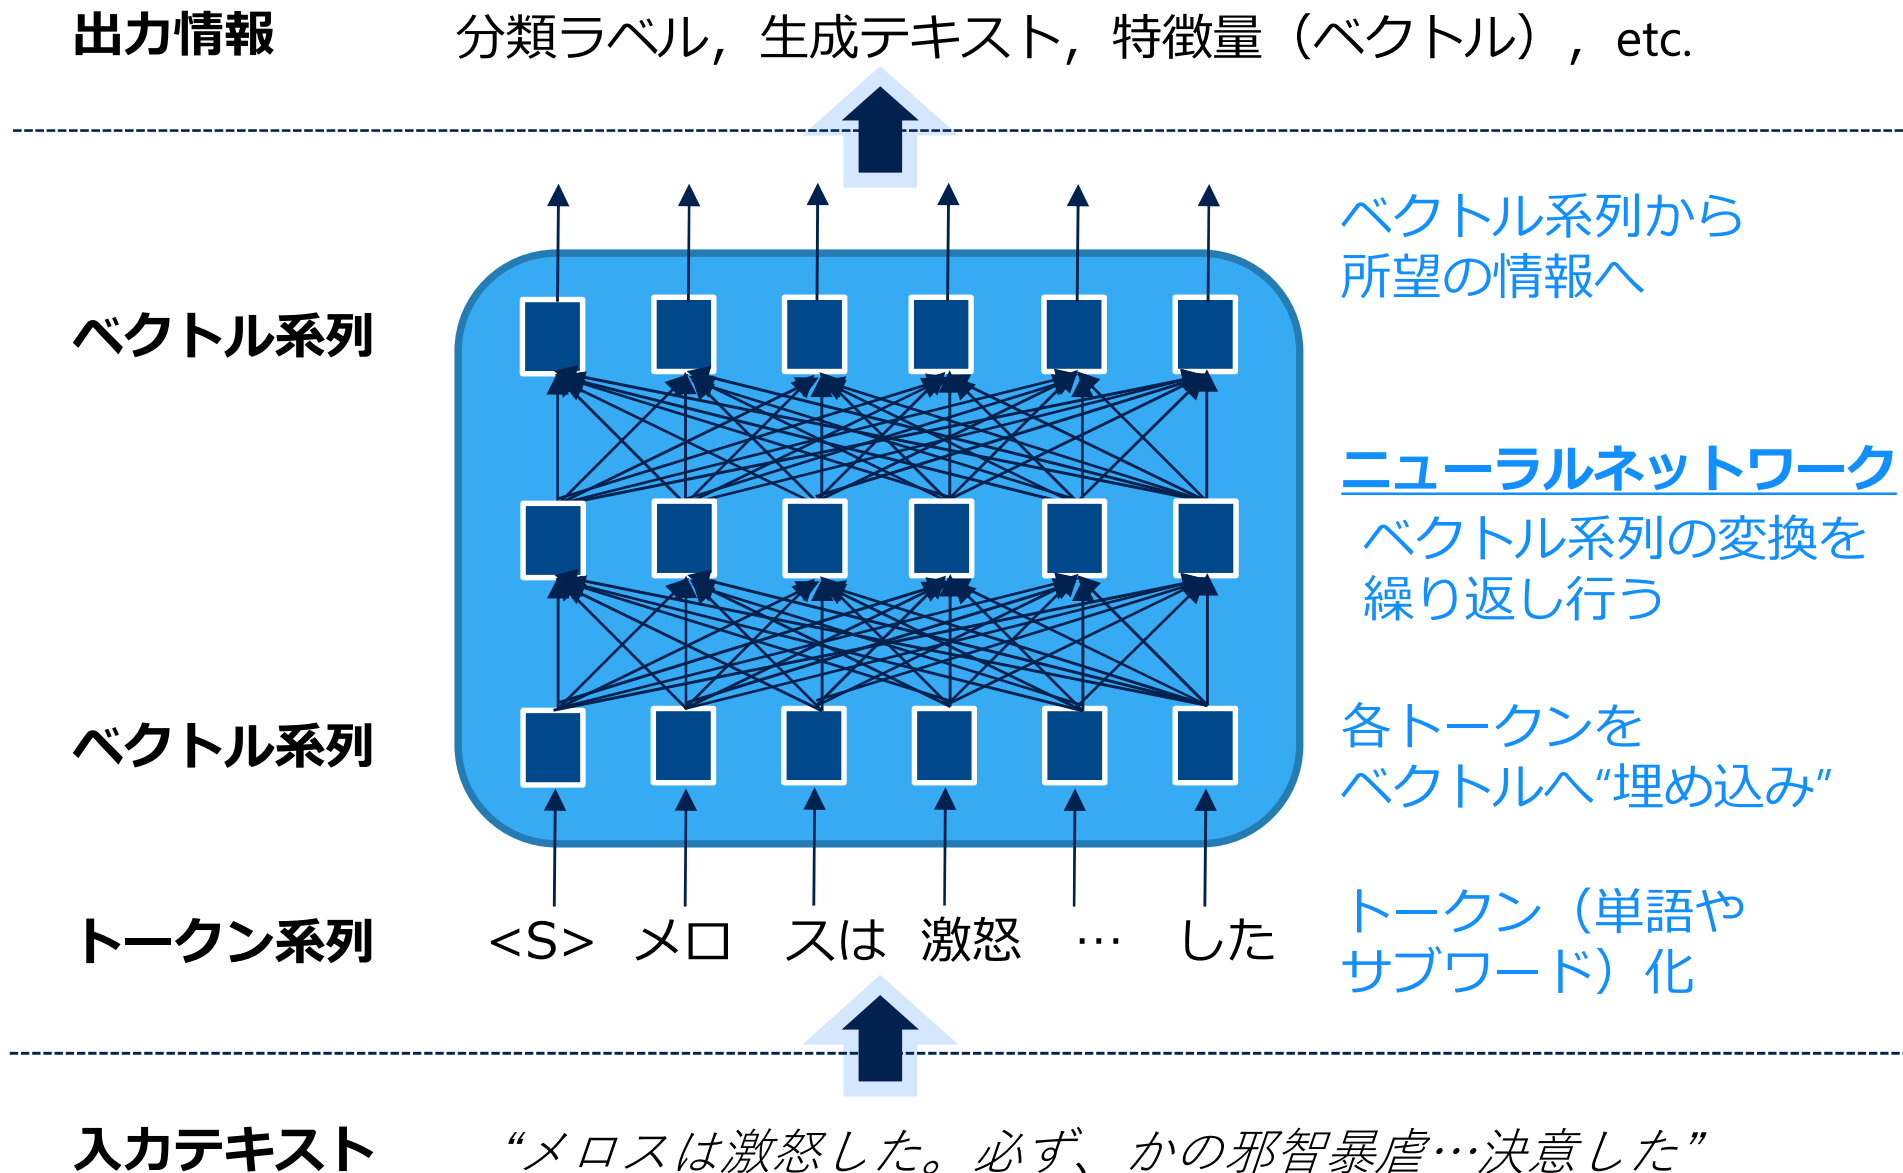 出力情報
分類ラベル，生成テキスト，特徴量（ベクトル），etc.
ベクトル系列から
所望の情報へ
ベクトル系列
ニューラルネットワーク
ベクトル系列の変換を
繰り返し行う
ベクトル系列
各トークンを
ベクトルへ“埋め込み”
トークン系列
<S> メロ スは 激怒 … した
トークン（単語や
サブワード）化
入力テキスト
“メロスは激怒した。必ず、かの邪智暴虐…決意した”